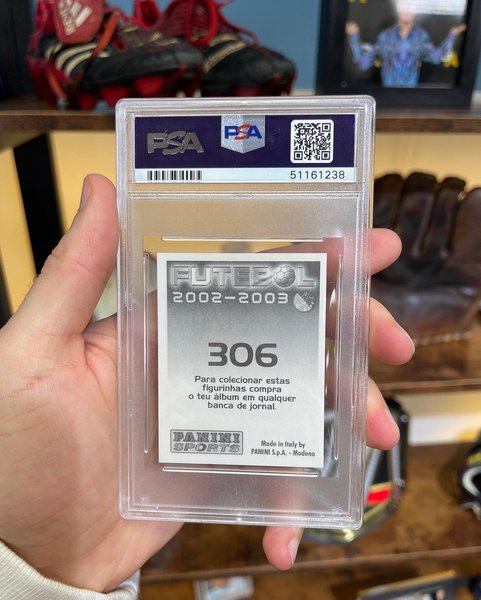 PSA
PSA
51161238
FUTEBOL
2002-2003
306
Para colecionar estas
figurinhas compra
o teu álbum em qualquer
banca de jornal.
PANINI
SPORTS
Made in Italy by
PANINI S.p.A. - Modena